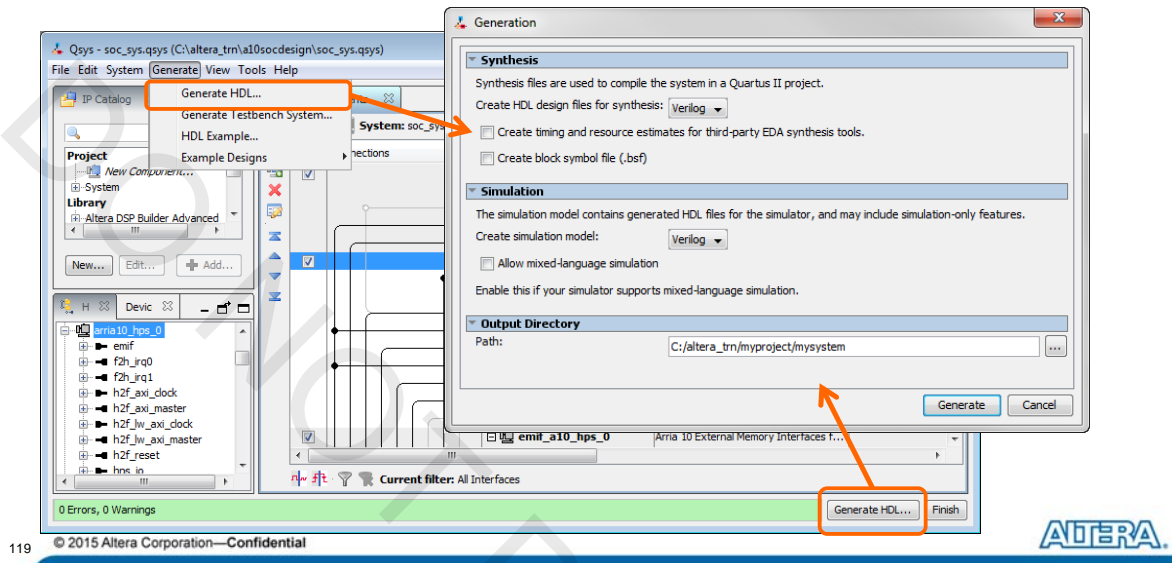 Generation
Qsys - soc_sys.qsys (C:\altera_trn\a10socdesign\soc_sys.qsys)
File Edit System Generate View Tools Help
IP Catalog
Generate HDL...
Generate Testbench System...
HDL Example...
Example Designs
System: soc_sys
Project
New Component...
System
Library
Altera DSP Builder Advanced
New... Edit... Add...
H Devic
arria10_hps_0
emif
f2h_irq0
f2h_irq1
h2f_axi_clock
h2f_axi_master
h2f_lw_axi_clock
h2f_lw_axi_master
h2f_reset
hps_io
Synthesis
Synthesis files are used to compile the system in a Quartus II project.
Create HDL design files for synthesis: Verilog
Create timing and resource estimates for third-party EDA synthesis tools.
Create block symbol file (.bsf)
Simulation
The simulation model contains generated HDL files for the simulator, and may include simulation-only features.
Create simulation model: Verilog
Allow mixed-language simulation
Enable this if your simulator supports mixed-language simulation.
Output Directory
Path: C:/altera_trn/myproject/mysystem ...
Generate Cancel
emif_a10_hps_0 Arria 10 External Memory Interfaces f...
Current filter: All Interfaces
0 Errors, 0 Warnings
Generate HDL... Finish
119 © 2015 Altera Corporation—Confidential
ALTERA.
DO NOT